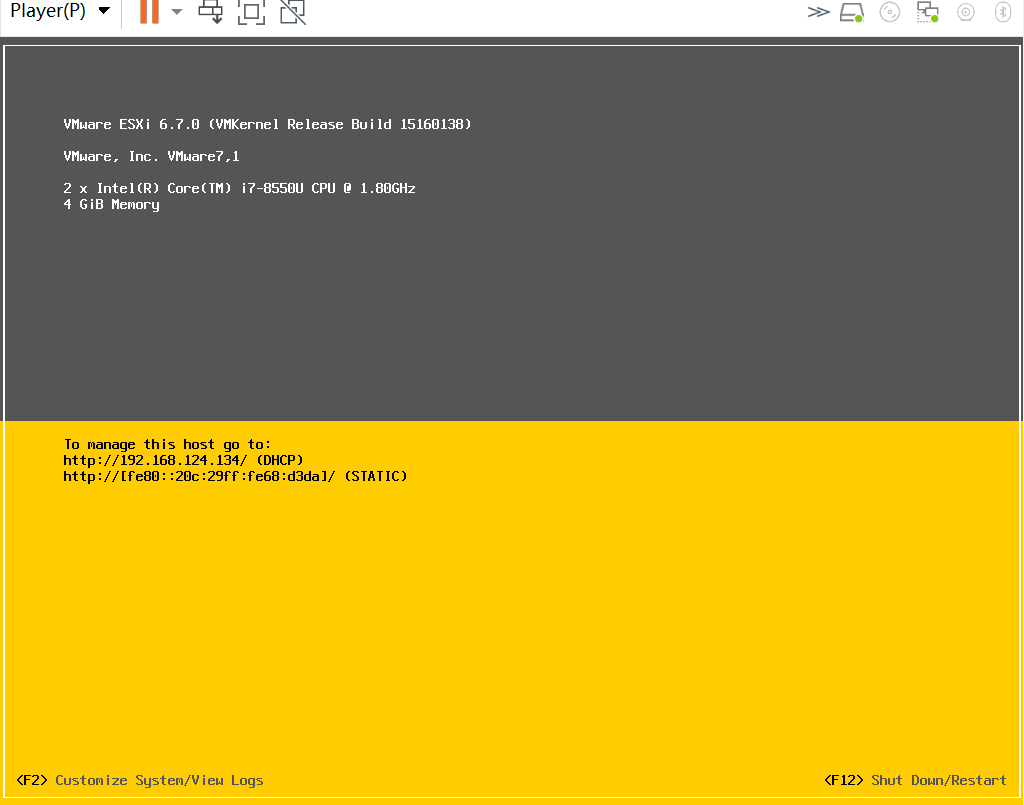 Player(P)
VMware ESXi 6.7.0 (VMKernel Release Build 15160138)
VMware, Inc. VMware7,1
2 x Intel(R) Core(TM) i7-8550U CPU @ 1.80GHz
4 GiB Memory
To manage this host go to:
http://192.168.124.134/ (DHCP)
http://[fe80::20c:29ff:fe68:d3da]/ (STATIC)
<F2> Customize System/View Logs
<F12> Shut Down/Restart